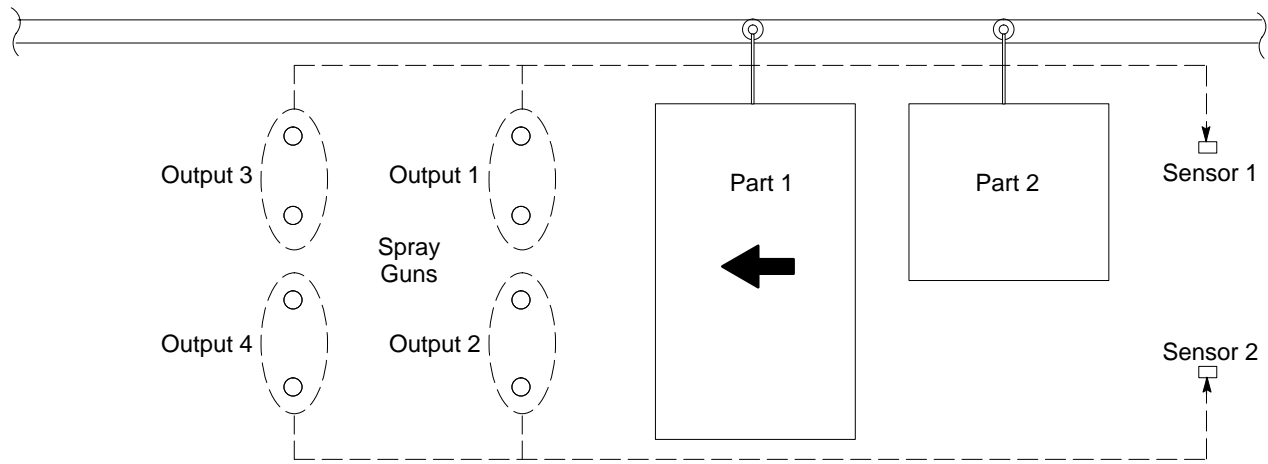 Output 3
Output 1
Part 1
Part 2
Sensor 1
Spray
Guns
Output 4
Output 2
Sensor 2